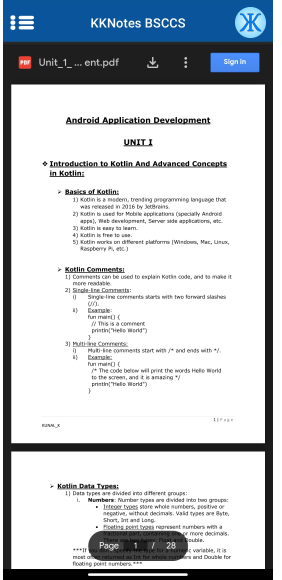 KKNotes BSCCS
PDF Unit_1_ ... ent.pdf Sign in
Android Application Development
UNIT I
❖ Introduction to Kotlin And Advanced Concepts
in Kotlin:
➢ Basics of Kotlin:
1) Kotlin is a modern, trending programming language that
was released in 2016 by JetBrains.
2) Kotlin is used for Mobile applications (specially Android
apps), Web development, Server side applications, etc.
3) Kotlin is easy to learn.
4) Kotlin is free to use.
5) Kotlin works on different platforms (Windows, Mac, Linux,
Raspberry Pi, etc.)
➢ Kotlin Comments:
1) Comments can be used to explain Kotlin code, and to make it
more readable.
2) Single-line Comments:
i) Single-line comments starts with two forward slashes
(//).
ii) Example:
fun main() {
// This is a comment
println("Hello World")
}
3) Multi-line Comments:
i) Multi-line comments start with /* and ends with */.
ii) Example:
fun main() {
/* The code below will print the words Hello World
to the screen, and it is amazing */
println("Hello World")
}
1 | P a g e
KUNAL_K
➢ Kotlin Data Types:
1) Data types are divided into different groups:
i. Numbers: Number types are divided into two groups:
• Integer types store whole numbers, positive or
negative, without decimals. Valid types are Byte,
Short, Int and Long.
• Floating point types represent numbers with a
fractional part, containing one or more decimals.
Page 1 / 28
***If variable, it is
most often as Int for whole numbers and Double for
floating point numbers.***